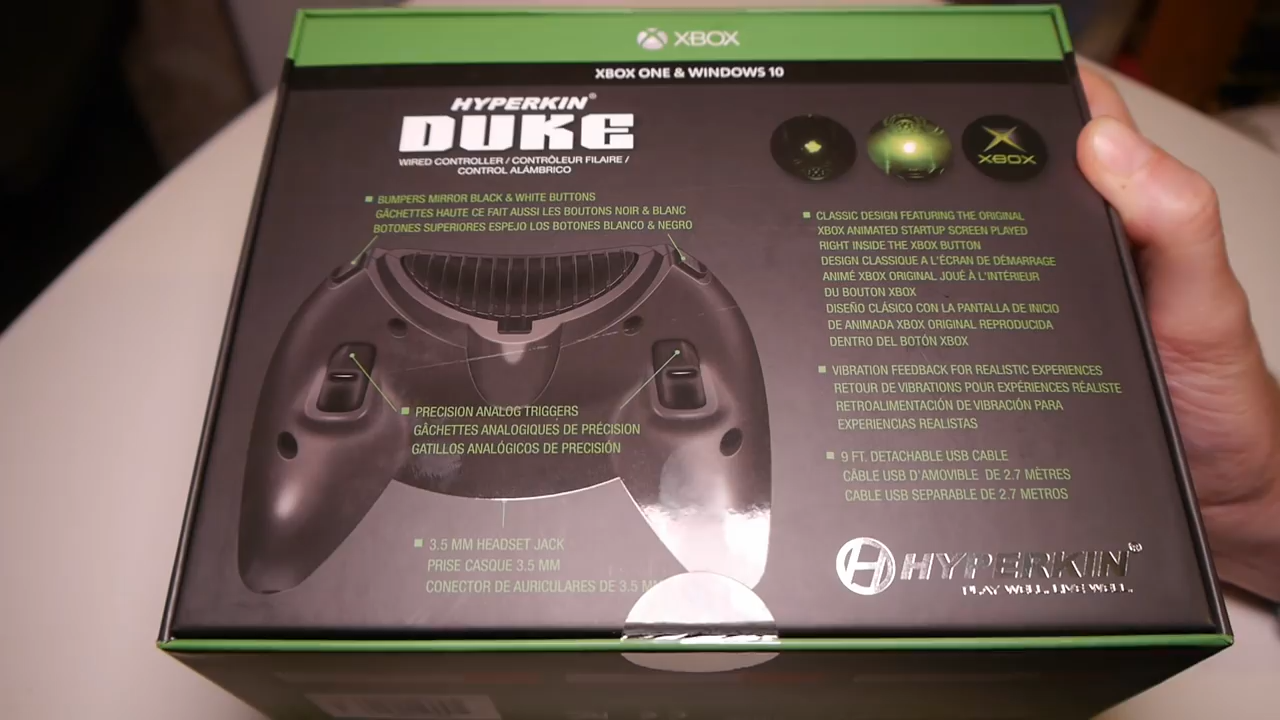 XBOX
XBOX ONE & WINDOWS 10
HYPERKIN®
DUKE
WIRED CONTROLLER / CONTRÔLEUR FILAIRE /
CONTROL ALÁMBRICO
BUMPERS MIRROR BLACK & WHITE BUTTONS
GÂCHETTES HAUTE CE FAIT AUSSI LES BOUTONS NOIR & BLANC
BOTONES SUPERIORES ESPEJO LOS BOTONES BLANCO & NEGRO
PRECISION ANALOG TRIGGERS
GÂCHETTES ANALOGIQUES DE PRÉCISION
GATILLOS ANALÓGICOS DE PRECISIÓN
3.5 MM HEADSET JACK
PRISE CASQUE 3.5 MM
CONECTOR DE AURICULARES DE 3.5 MM
XBOX
CLASSIC DESIGN FEATURING THE ORIGINAL
XBOX ANIMATED STARTUP SCREEN PLAYED
RIGHT INSIDE THE XBOX BUTTON
DESIGN CLASSIQUE A L'ÉCRAN DE DÉMARRAGE
ANIMÉ XBOX ORIGINAL JOUÉ À L'INTÉRIEUR
DU BOUTON XBOX
DISEÑO CLÁSICO CON LA PANTALLA DE INICIO
DE ANIMADA XBOX ORIGINAL REPRODUCIDA
DENTRO DEL BOTÓN XBOX
VIBRATION FEEDBACK FOR REALISTIC EXPERIENCES
RETOUR DE VIBRATIONS POUR EXPÉRIENCES RÉALISTE
RETROALIMENTACIÓN DE VIBRACIÓN PARA
EXPERIENCIAS REALISTAS
9 FT. DETACHABLE USB CABLE
CÂBLE USB D'AMOVIBLE DE 2.7 MÈTRES
CABLE USB SEPARABLE DE 2.7 METROS
HYPERKIN®
PLAY WELL. LIVE WELL.